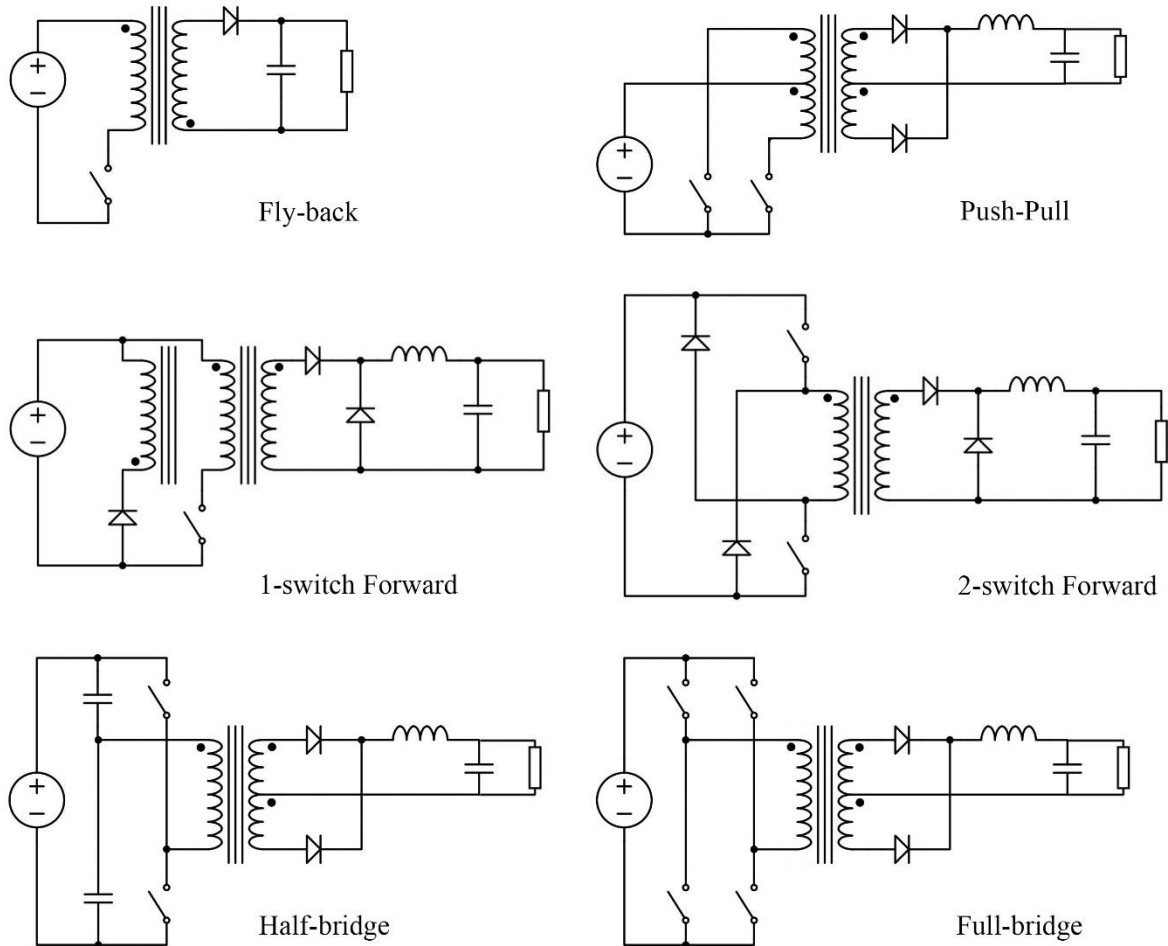 Fly-back
Push-Pull
1-switch Forward
2-switch Forward
Half-bridge
Full-bridge